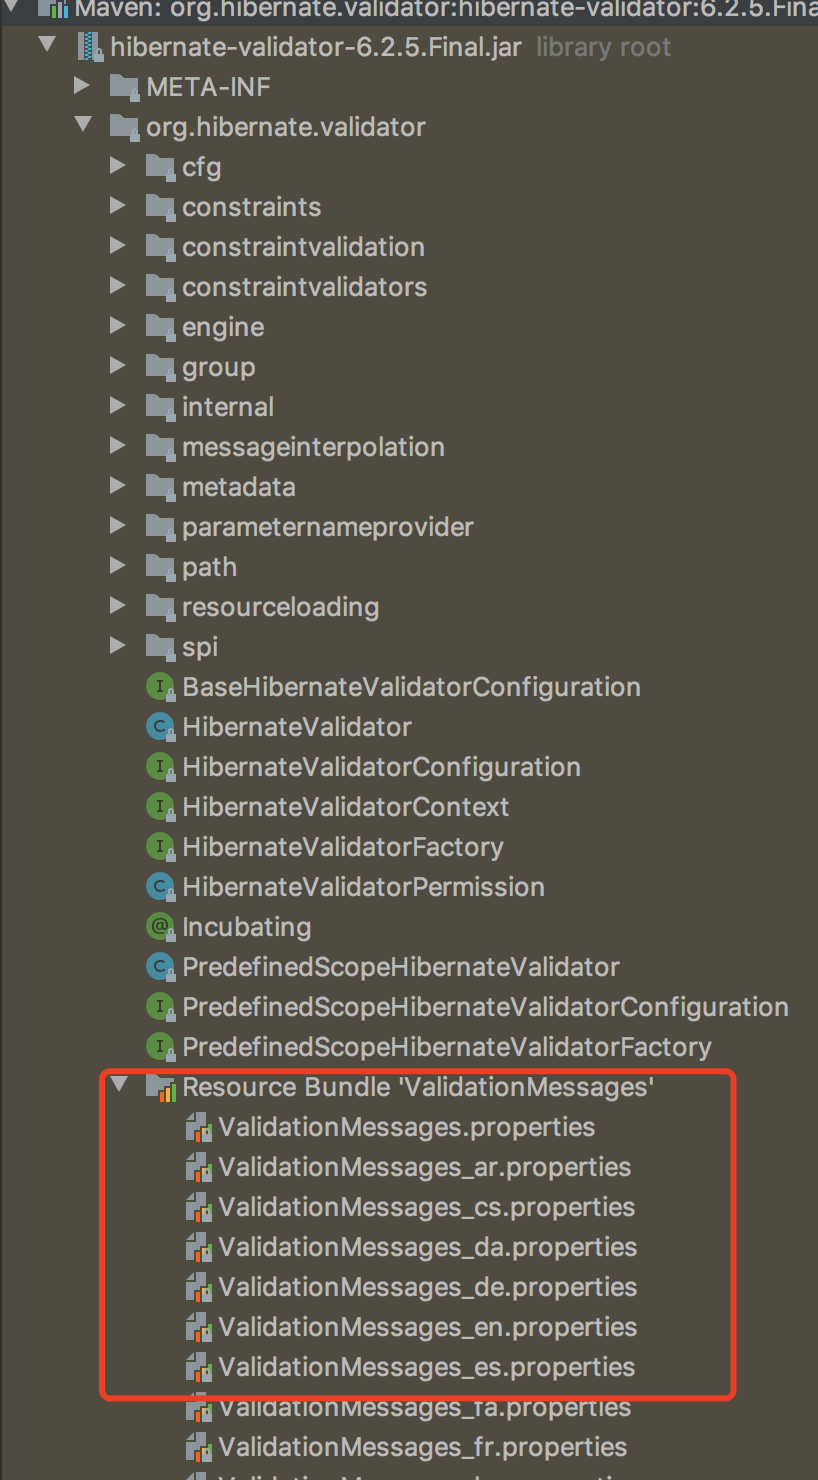 Maven: org.hibernate.validator:hibernate-validator:6.2.5.Fina
hibernate-validator-6.2.5.Final.jar library root
META-INF
org.hibernate.validator
cfg
constraints
constraintvalidation
constraintvalidators
engine
group
internal
messageinterpolation
metadata
parameternameprovider
path
resourceloading
spi
I BaseHibernateValidatorConfiguration
C HibernateValidator
I HibernateValidatorConfiguration
I HibernateValidatorContext
I HibernateValidatorFactory
C HibernateValidatorPermission
@ Incubating
C PredefinedScopeHibernateValidator
I PredefinedScopeHibernateValidatorConfiguration
I PredefinedScopeHibernateValidatorFactory
Resource Bundle 'ValidationMessages'
ValidationMessages.properties
ValidationMessages_ar.properties
ValidationMessages_cs.properties
ValidationMessages_da.properties
ValidationMessages_de.properties
ValidationMessages_en.properties
ValidationMessages_es.properties
ValidationMessages_fa.properties
ValidationMessages_fr.properties